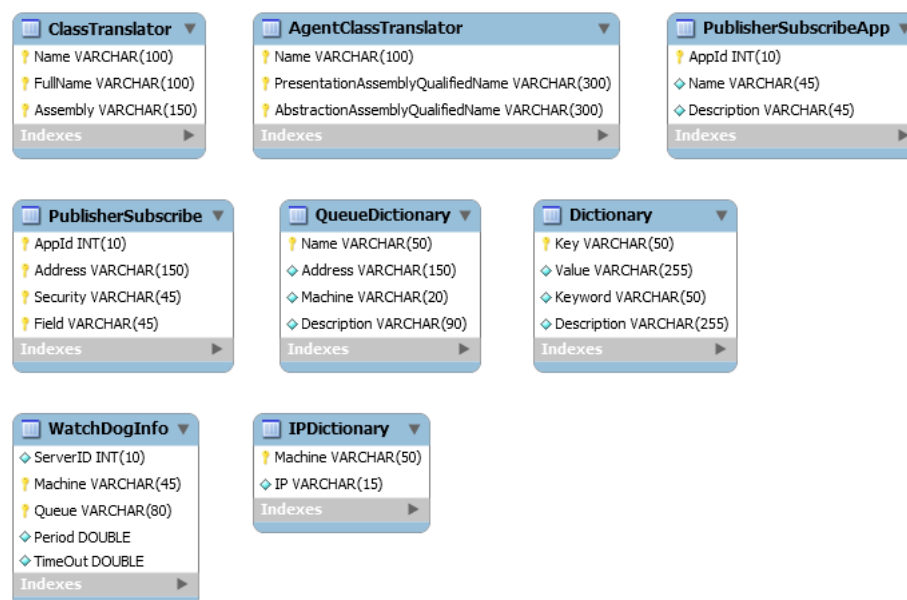 ClassTranslator
Name VARCHAR(100)
FullName VARCHAR(100)
Assembly VARCHAR(150)
Indexes
AgentClassTranslator
Name VARCHAR(100)
PresentationAssemblyQualifiedName VARCHAR(300)
AbstractionAssemblyQualifiedName VARCHAR(300)
Indexes
PublisherSubscribeApp
AppId INT(10)
Name VARCHAR(45)
Description VARCHAR(45)
Indexes
PublisherSubscribe
AppId INT(10)
Address VARCHAR(150)
Security VARCHAR(45)
Field VARCHAR(45)
Indexes
QueueDictionary
Name VARCHAR(50)
Address VARCHAR(150)
Machine VARCHAR(20)
Description VARCHAR(90)
Indexes
Dictionary
Key VARCHAR(50)
Value VARCHAR(255)
Keyword VARCHAR(50)
Description VARCHAR(255)
Indexes
WatchDogInfo
ServerID INT(10)
Machine VARCHAR(45)
Queue VARCHAR(80)
Period DOUBLE
TimeOut DOUBLE
Indexes
IPDictionary
Machine VARCHAR(50)
IP VARCHAR(15)
Indexes